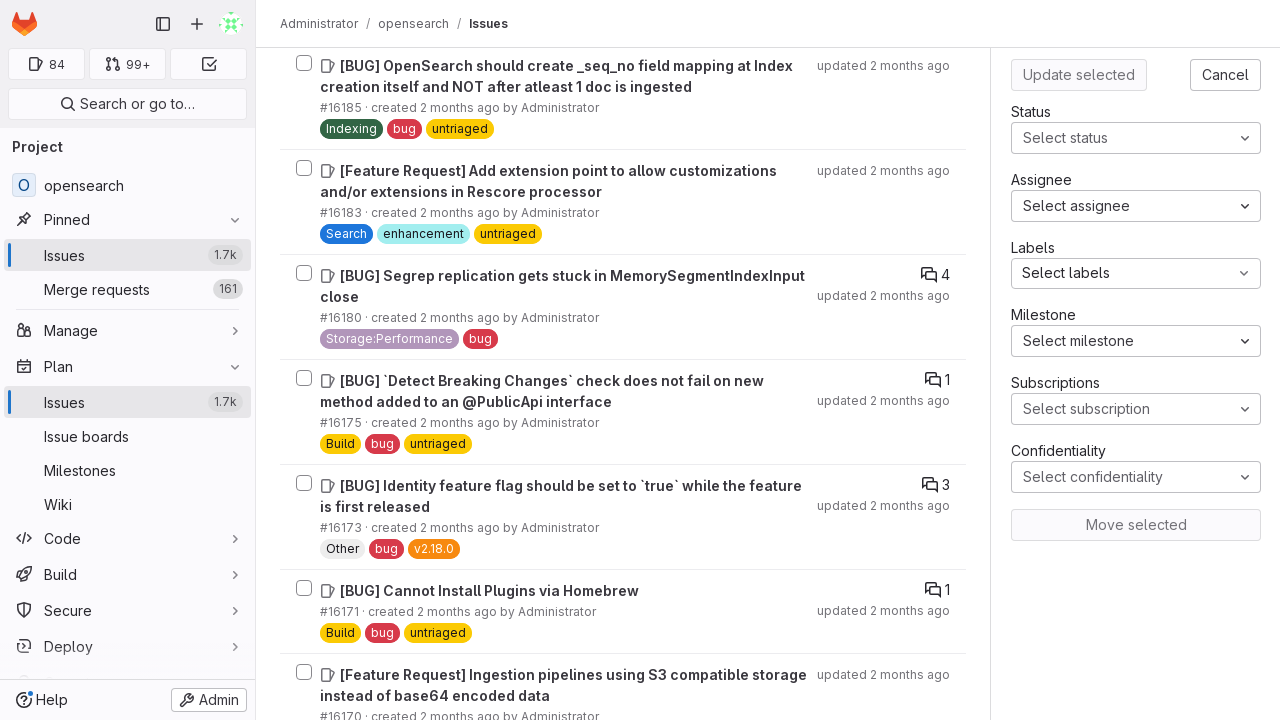 Administrator / opensearch / Issues
84
99+
Search or go to…
Project
O opensearch
Pinned
Issues 1.7k
Merge requests 161
Manage
Plan
Issues 1.7k
Issue boards
Milestones
Wiki
Code
Build
Secure
Deploy
Help
Admin
[BUG] OpenSearch should create _seq_no field mapping at Index
creation itself and NOT after atleast 1 doc is ingested
updated 2 months ago
#16185 · created 2 months ago by Administrator
Indexing bug untriaged
[Feature Request] Add extension point to allow customizations
and/or extensions in Rescore processor
updated 2 months ago
#16183 · created 2 months ago by Administrator
Search enhancement untriaged
[BUG] Segrep replication gets stuck in MemorySegmentIndexInput
close
4
updated 2 months ago
#16180 · created 2 months ago by Administrator
Storage:Performance bug
[BUG] `Detect Breaking Changes` check does not fail on new
method added to an @PublicApi interface
1
updated 2 months ago
#16175 · created 2 months ago by Administrator
Build bug untriaged
[BUG] Identity feature flag should be set to `true` while the feature
is first released
3
updated 2 months ago
#16173 · created 2 months ago by Administrator
Other bug v2.18.0
[BUG] Cannot Install Plugins via Homebrew
1
updated 2 months ago
#16171 · created 2 months ago by Administrator
Build bug untriaged
[Feature Request] Ingestion pipelines using S3 compatible storage
instead of base64 encoded data
updated 2 months ago
#16170 · created 2 months ago by Administrator
Update selected
Cancel
Status
Select status
Assignee
Select assignee
Labels
Select labels
Milestone
Select milestone
Subscriptions
Select subscription
Confidentiality
Select confidentiality
Move selected